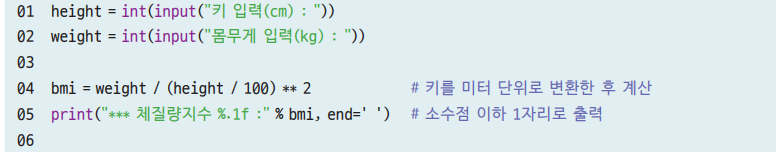 01 height = int(input("키 입력(cm) : "))
02 weight = int(input("몸무게 입력(kg) : "))
03
04 bmi = weight / (height / 100) ** 2 # 키를 미터 단위로 변환한 후 계산
05 print("*** 체질량지수 %.1f :" % bmi, end=' ') # 소수점 이하 1자리로 출력
06